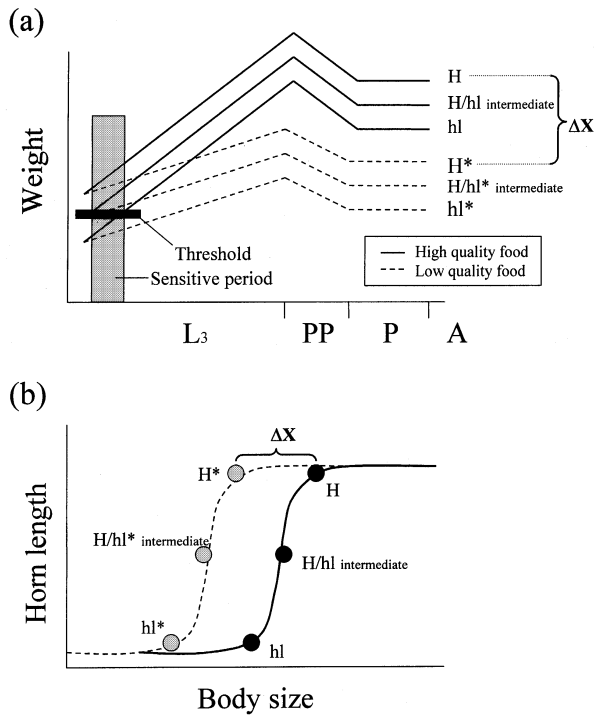 (a)
Weight
H
H/hl intermediate
hl
ΔX
H*
H/hl* intermediate
hl*
Threshold
Sensitive period
High quality food
Low quality food
L3
PP
P
A
(b)
Horn length
ΔX
H*
H
H/hl* intermediate
H/hl intermediate
hl*
hl
Body size